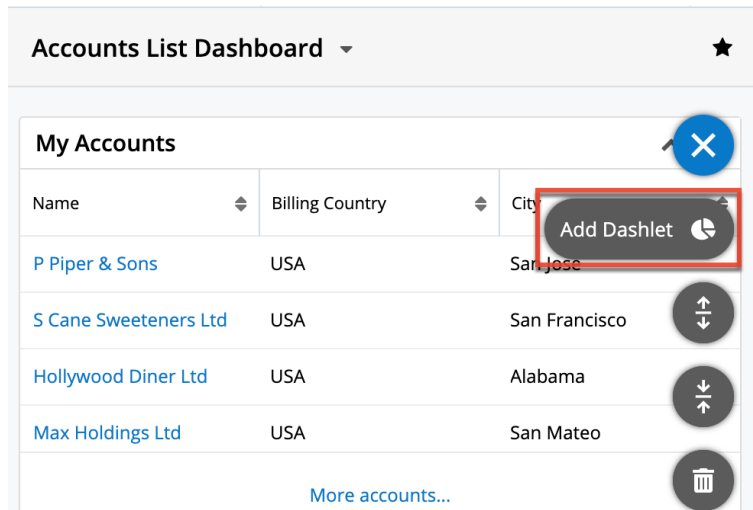 Accounts List Dashboard
My Accounts
Name Billing Country City
Add Dashlet
P Piper & Sons USA San Jose
S Cane Sweeteners Ltd USA San Francisco
Hollywood Diner Ltd USA Alabama
Max Holdings Ltd USA San Mateo
More accounts...